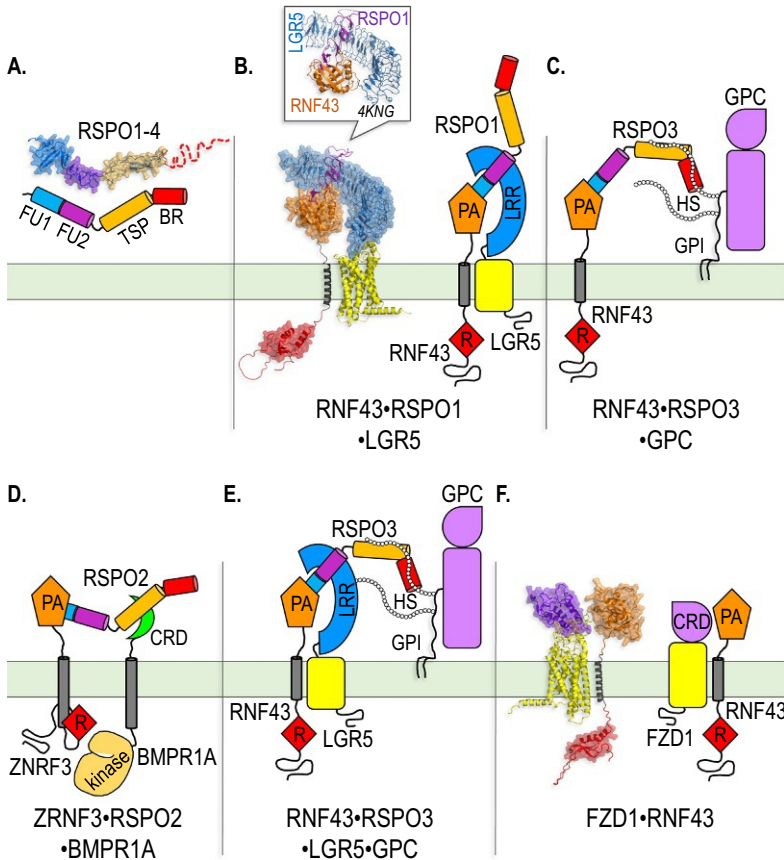 A.
RSPO1-4
FU1
FU2
TSP
BR
B.
LGR5
RSPO1
RNF43
4KNG
RSPO1
PA
LRR
R
RNF43
LGR5
RNF43•RSPO1
•LGR5
C.
GPC
RSPO3
PA
HS
GPI
RNF43
R
RNF43•RSPO3
•GPC
D.
RSPO2
PA
CRD
R
ZNRF3
kinase
BMPR1A
ZRNF3•RSPO2
•BMPR1A
E.
GPC
RSPO3
PA
LRR
HS
GPI
RNF43
R
LGR5
RNF43•RSPO3
•LGR5•GPC
F.
CRD
PA
RNF43
FZD1
R
FZD1•RNF43